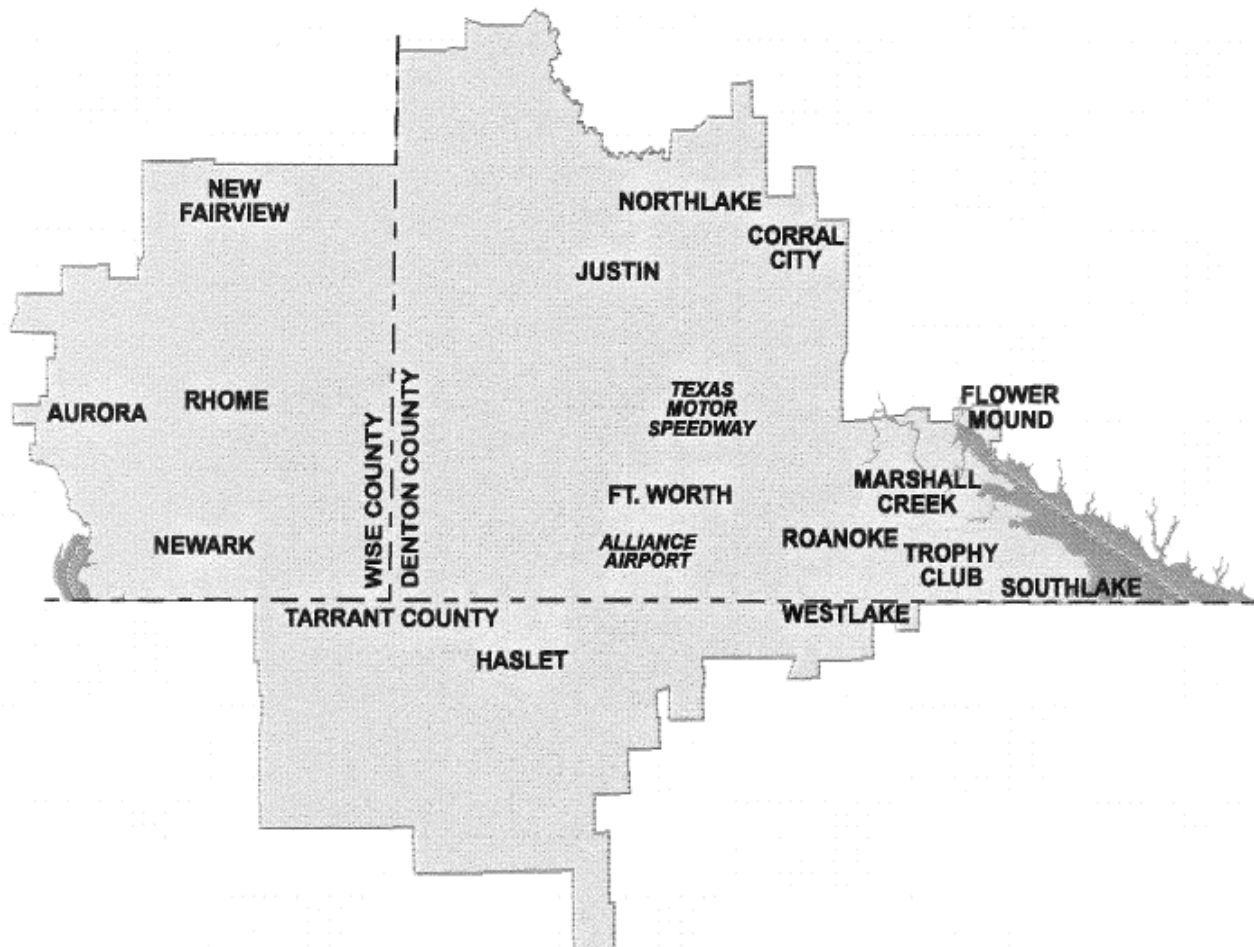 NEW
FAIRVIEW
NORTHLAKE
CORRAL
CITY
JUSTIN
AURORA
RHOME
TEXAS
MOTOR
SPEEDWAY
FLOWER
MOUND
WISE COUNTY
DENTON COUNTY
FT. WORTH
MARSHALL
CREEK
NEWARK
ALLIANCE
AIRPORT
ROANOKE
TROPHY
CLUB
SOUTHLAKE
TARRANT COUNTY
WESTLAKE
HASLET